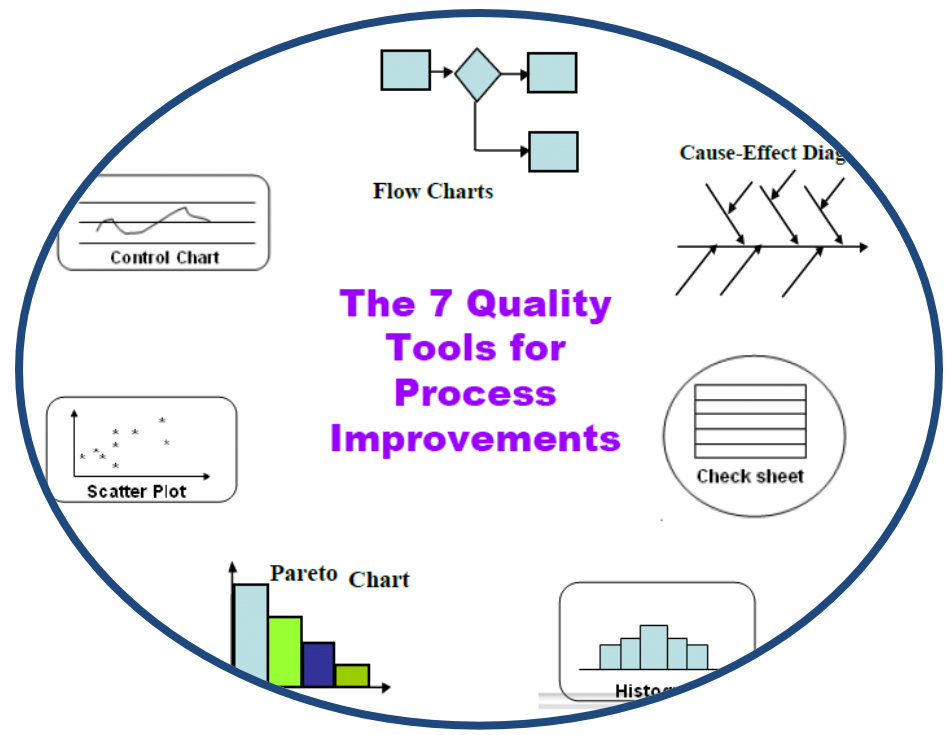 Flow Charts
Cause-Effect Diag
Control Chart
The 7 Quality
Tools for
Process
Improvements
Scatter Plot
Check sheet
Pareto Chart
Histog